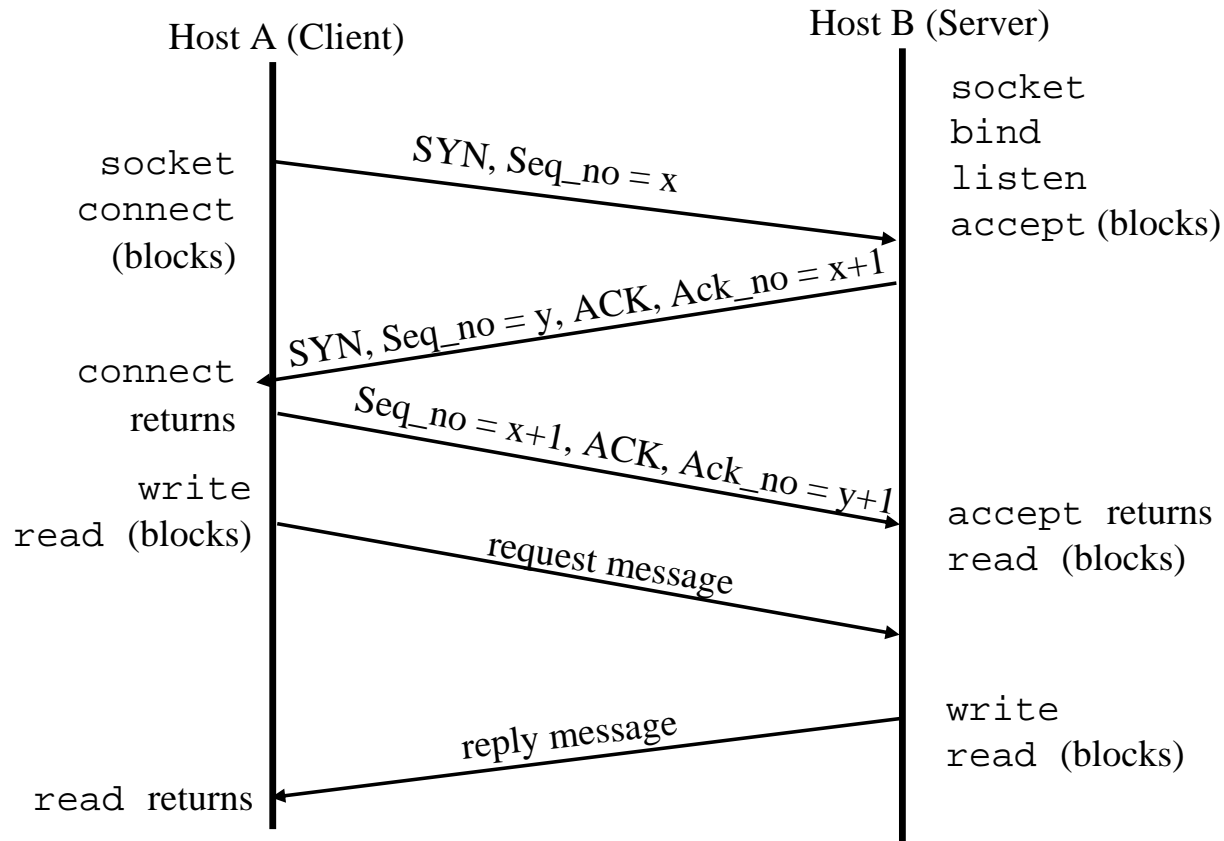 Host A (Client)
Host B (Server)
socket
bind
listen
accept (blocks)
socket
connect
(blocks)
SYN, Seq_no = x
SYN, Seq_no = y, ACK, Ack_no = x+1
connect
returns
Seq_no = x+1, ACK, Ack_no = y+1
write
read (blocks)
accept returns
read (blocks)
request message
write
read (blocks)
reply message
read returns